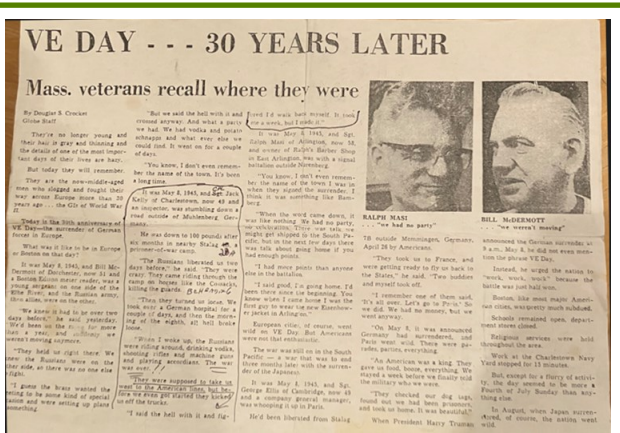 VE DAY - - - 30 YEARS LATER
Mass. veterans recall where they were
By Douglas S. Crocket
Globe Staff
They're no longer young and
their hair is gray and thinning and
the details of one of the most impor-
tant days of their lives are hazy.
But today they will remember.
They are the now-middle-aged
men who slogged and fought their
way across Europe more than 30
years ago ... the GIs of World War
II.
Today is the 30th anniversary of
VE Day—the surrender of German
forces in Europe.
What was it like to be in Europe
or Boston on that day?
It was May 8, 1945, and Bill Mc-
Dermott of Dorchester, now 51 and
a Boston Edison meter reader, was a
young sergeant on one side of the
River, and the Russian army,
then allies, were on the other.
"We knew it had to be over two
days before," he said yesterday.
We'd been on the for more
than a year, and we
weren't moving anymore.
"They held us right there. We
knew the Russians were on the
other side, so there was no one else
to fight.
"I guess the brass wanted the
meeting to be some kind of special
occasion and were setting up plans
or something.
"But we said the hell with it and
crossed anyway. And what a party
we had. We had vodka and potato
schnapps and what ever else we
could find. It went on for a couple
of days.
"You know, I don't even remem-
ber the name of the town. It's been
a long time.
It was May 8, 1945, and Sgt. Jack
Kelly of Charlestown, now 49 and
an inspector, was stumbling down a
road outside of Muhlenberg Ger-
many.
He was down to 100 pounds after
six months in nearby Stalag
prisoner-of-war camp.
"The Russians liberated us two
days before," he said. "They were
crazy. They came riding through the
camp on horses like the Cossacks,
killing the guards.
"Then they turned us loose. We
took over a German hospital for a
couple of days, and then the morn-
ing of the eighth, all hell broke
loose.
"When I woke up, the Russians
were riding around, drinking vodka,
shooting rifles and machine guns
and playing accordions. The war
was over.
"They were supposed to take us
west to the American lines, but be-
fore we even got started they kicked
us off the trucks.
"I said the hell with it and fig-
ured I'd walk back myself. It took
me a week, but I made it."
It was May 8, 1945, and Sgt.
Ralph Masi of Arlington, now 58
and owner of Ralph's Barber Shop
in East Arlington, was with a signal
battalion outside Nuremberg.
"You know, I don't even remem-
ber the name of the town I was in
when they signed the surrender. I
think it was something like Bam-
berg.
"When the word came down, it
was like nothing. We had no party,
no celebration. There was talk we
might get shipped to the South Pa-
cific, but in the next few days there
was talk about going home if you
had enough points.
"I had more points than anyone
else in the battalion.
"I said good, I'm going home. I'd
been there since the beginning. You
know when I came home I was the
first guy to wear the new Eisenhow-
er jacket in Arlington."
European cities, of course, went
wild on VE Day. But Americans
were not that enthusiastic.
The war was still on in the South
Pacific — a war that was to end
three months later with the surren-
der of the Japanese.
It was May 8, 1945, and Sgt.
George Ellis of Cambridge, now 49
and a company general manager,
was whooping it up in Paris.
He'd been liberated from Stalag
RALPH MASI
... "we had no party"
BILL McDERMOTT
... "we weren't moving"
7B outside Memmingen, Germany,
April 26 by Americans.
"They took us to France, and
were getting ready to fly us back to
the States," he said. "Two buddies
and myself took off.
"I remember one of them said,
'It's all over. Let's go to Paris.' So
we did. We had no money, but we
went anyway.
"On May 8, it was announced
Germany had surrendered, and
Paris went wild. There were pa-
rades, parties, everything.
"An American was a king. They
gave us food, booze, everything. We
stayed a week before we finally told
the military who we were.
"They checked our dog tags,
found out we had been prisoners,
and took us home. It was beautiful."
When President Harry Truman
announced the German surrender at
9 a.m. May 8, he did not even men-
tion the phrase VE Day.
Instead, he urged the nation to
"work, work, work" because the
battle was just half won.
Boston, like most major Ameri-
can cities, was pretty much subdued.
Schools remained open, depart-
ment stores closed.
Religious services were held
throughout the area.
Work at the Charlestown Navy
Yard stopped for 15 minutes.
But, except for a flurry of activi-
ty, the day seemed to be more a
Fourth of July Sunday than any-
thing else.
In August, when Japan surren-
dered, of course, the nation went
wild.